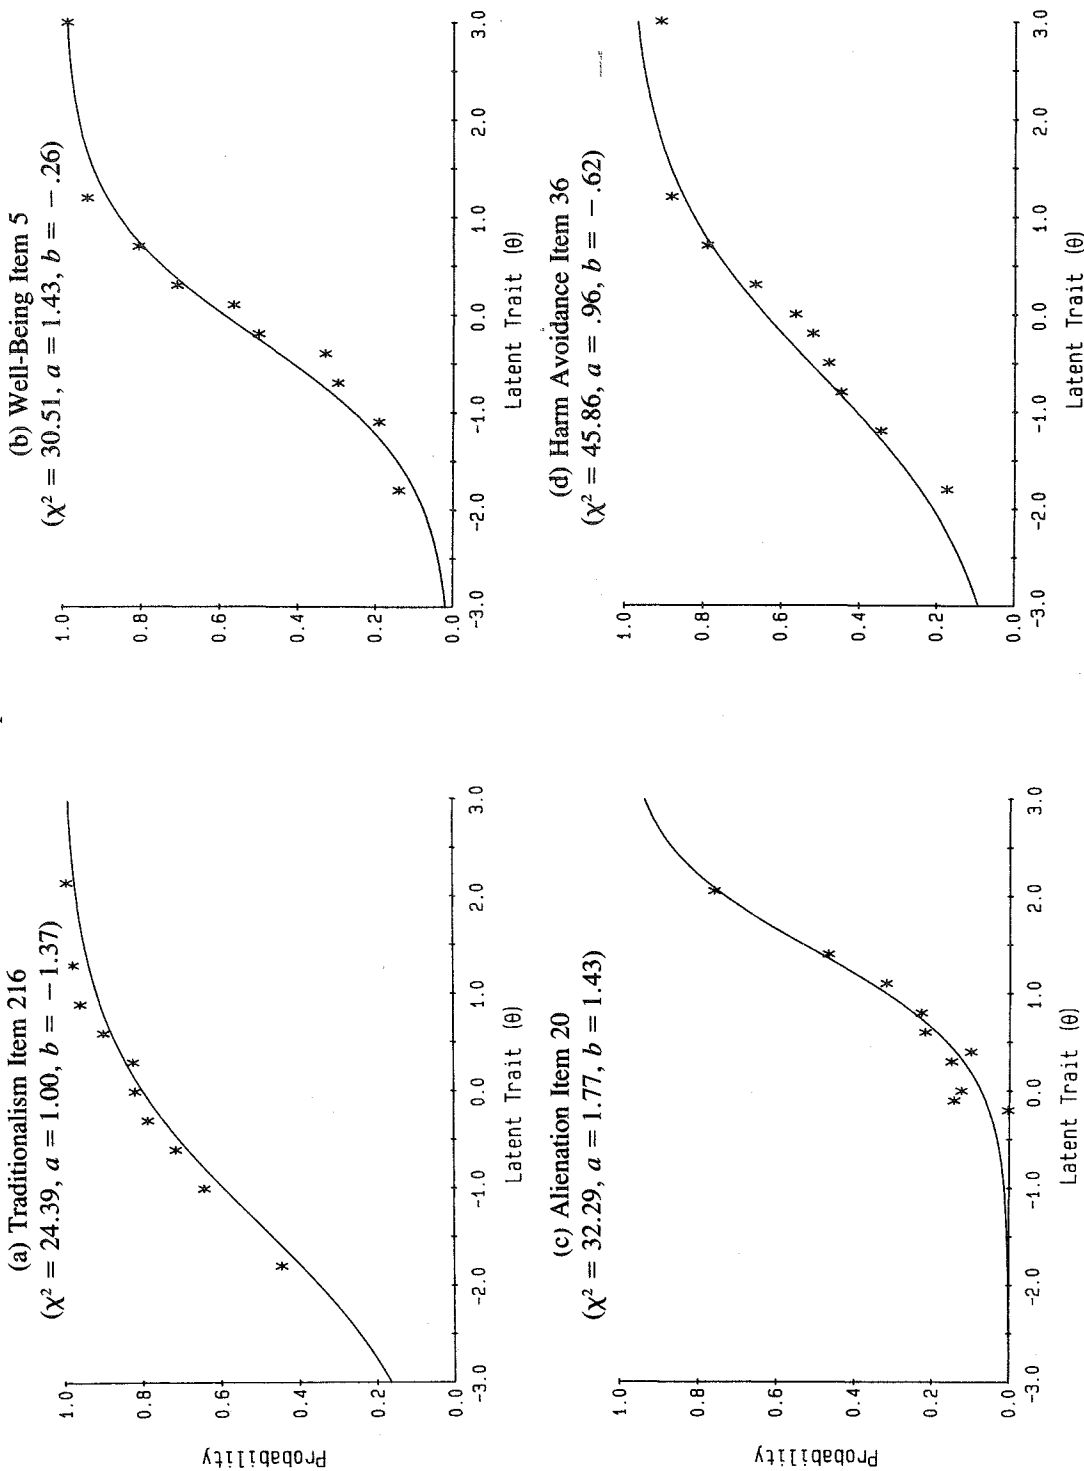 (a) Traditionalism Item 216
(χ² = 24.39, a = 1.00, b = −1.37)
1.0
0.8
0.6
0.4
0.2
0.0
-3.0 -2.0 -1.0 0.0 1.0 2.0 3.0
Probability
Latent Trait (θ)
(b) Well-Being Item 5
(χ² = 30.51, a = 1.43, b = −.26)
1.0
0.8
0.6
0.4
0.2
0.0
-3.0 -2.0 -1.0 0.0 1.0 2.0 3.0
Latent Trait (θ)
(c) Alienation Item 20
(χ² = 32.29, a = 1.77, b = 1.43)
1.0
0.8
0.6
0.4
0.2
0.0
-3.0 -2.0 -1.0 0.0 1.0 2.0 3.0
Probability
Latent Trait (θ)
(d) Harm Avoidance Item 36
(χ² = 45.86, a = .96, b = −.62)
1.0
0.8
0.6
0.4
0.2
0.0
-3.0 -2.0 -1.0 0.0 1.0 2.0 3.0
Latent Trait (θ)